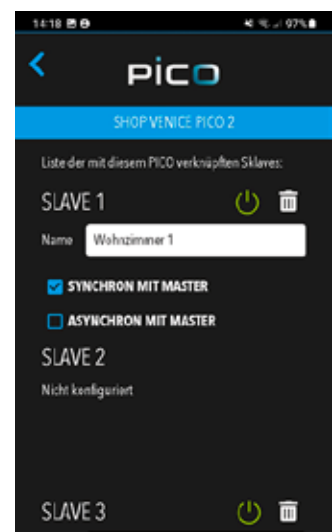 14:18 97%
PICO
SHOP VENICE PICO 2
Liste der mit diesem PICO verknüpften Sklaves:
SLAVE 1
Name Wohnzimmer 1
SYNCHRON MIT MASTER
ASYNCHRON MIT MASTER
SLAVE 2
Nicht konfiguriert
SLAVE 3